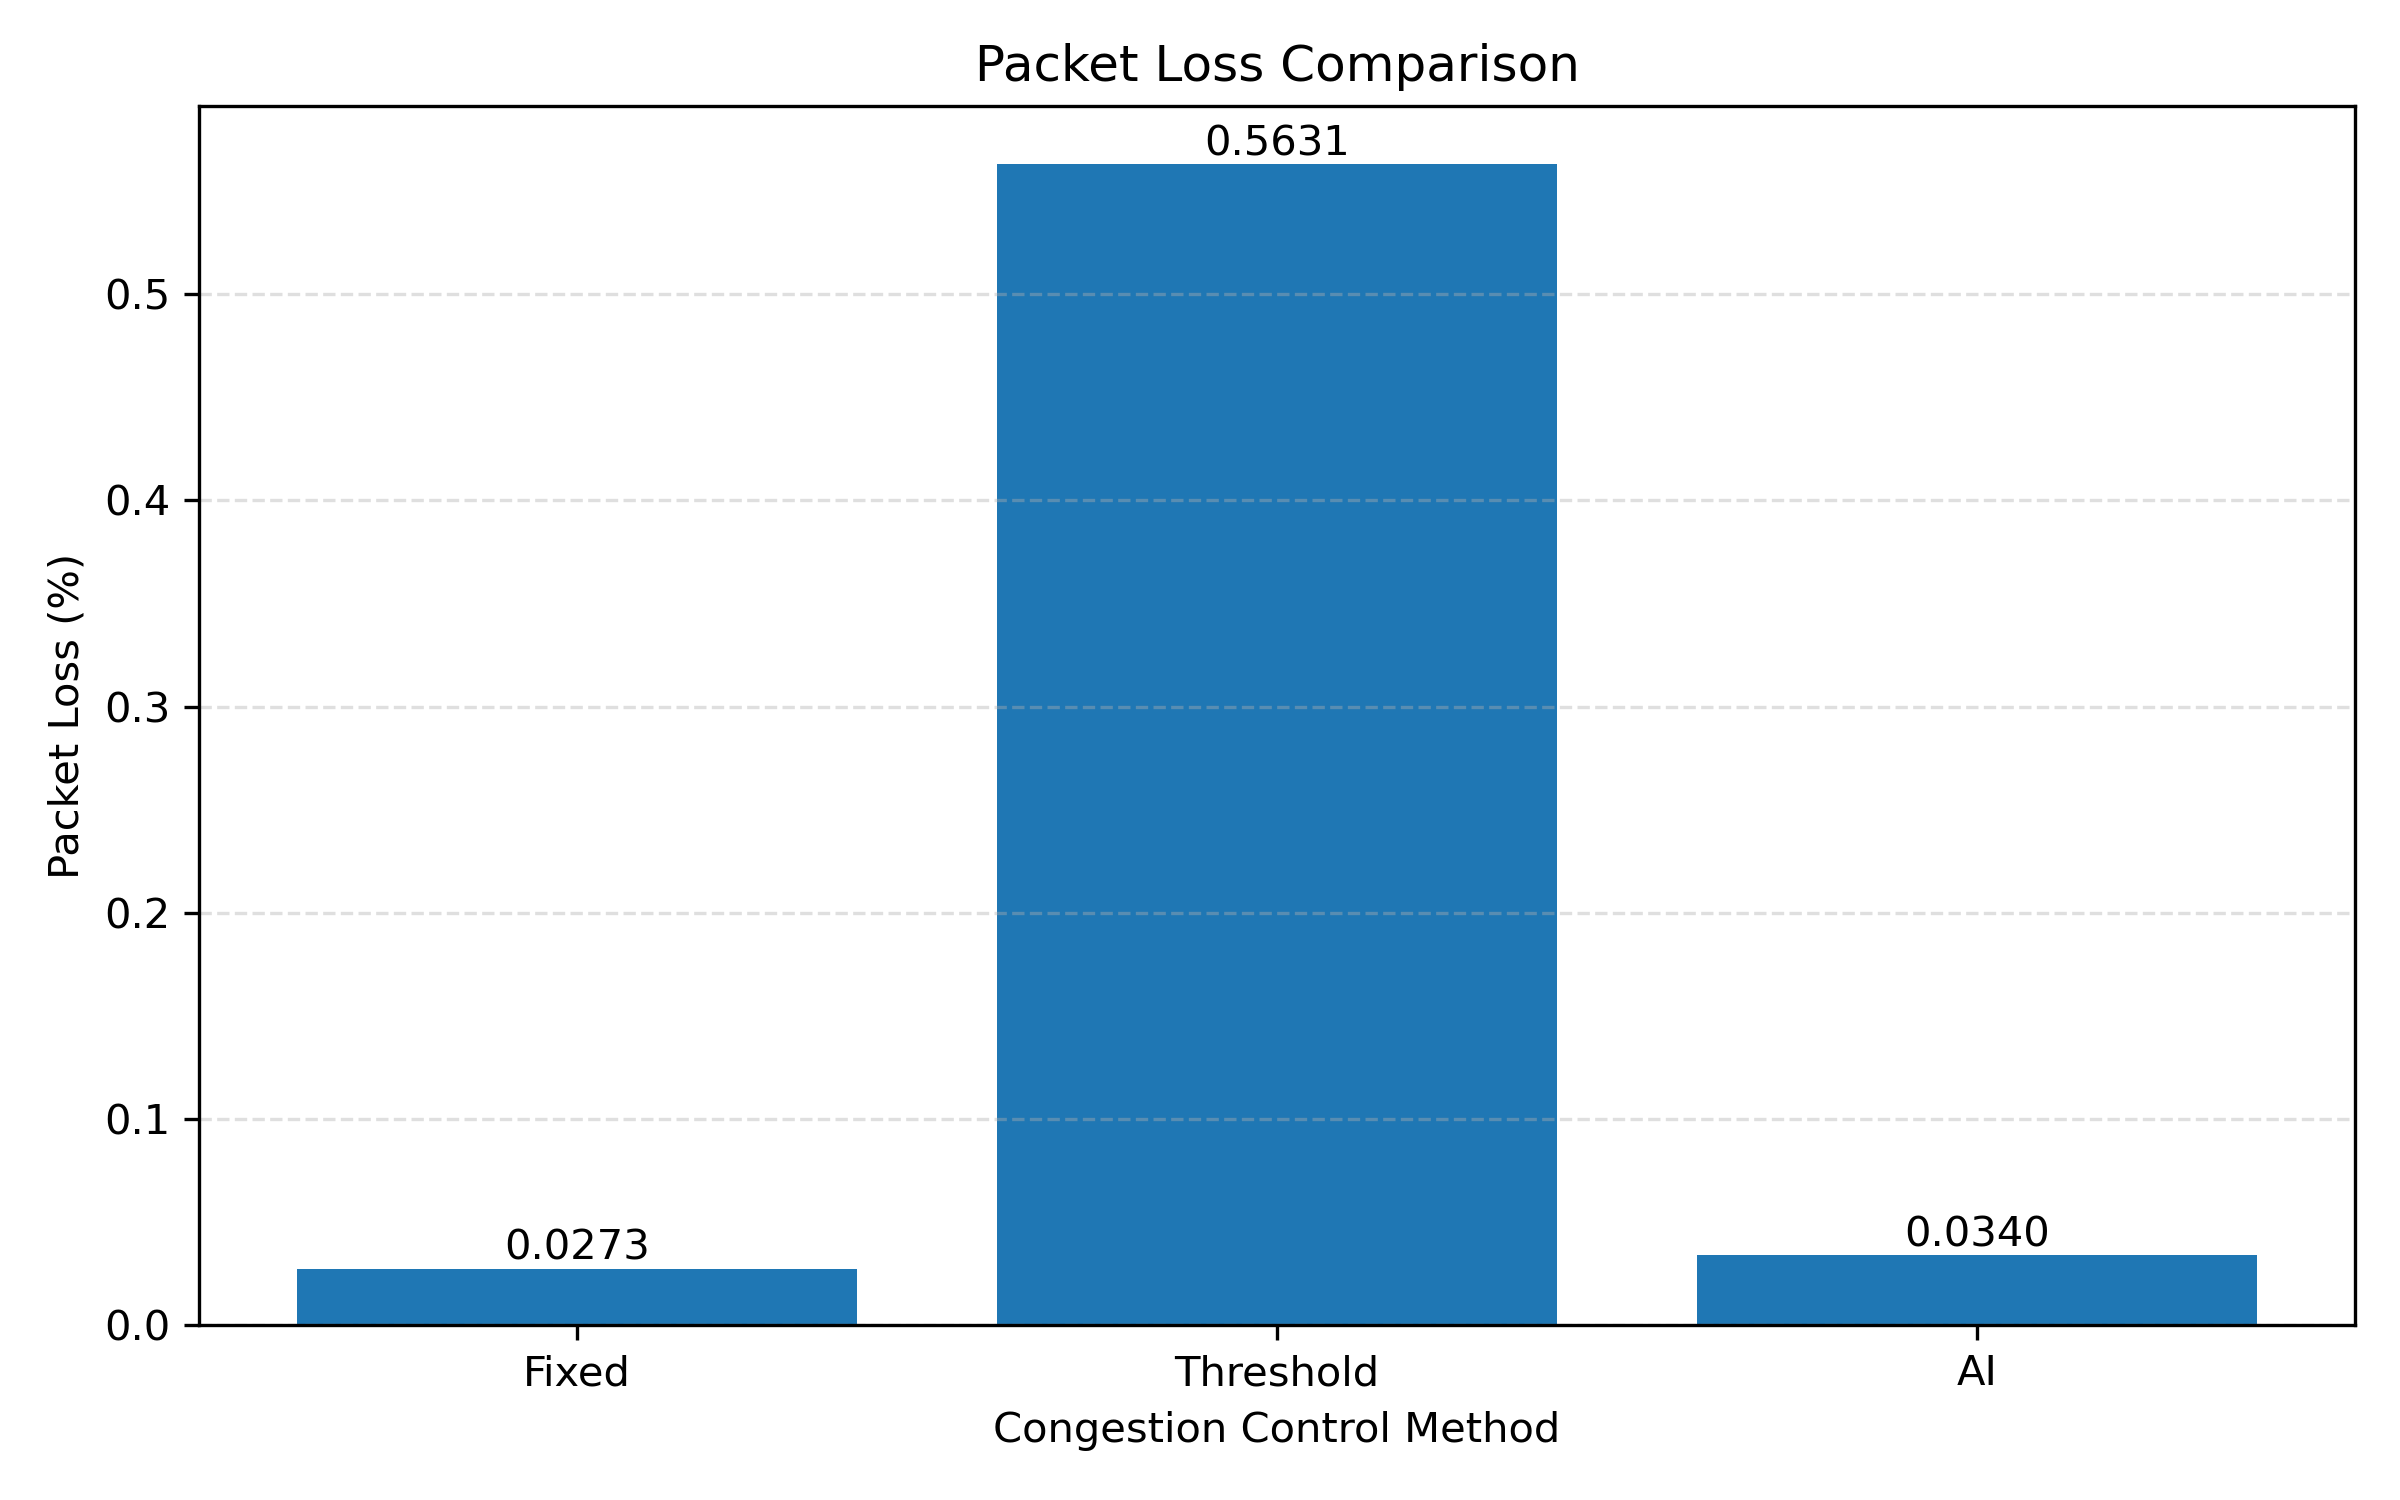 Packet Loss Comparison
0.5631
0.5
0.4
0.3
0.2
0.1
0.0
Packet Loss (%)
0.0273
0.0340
Fixed
Threshold
AI
Congestion Control Method